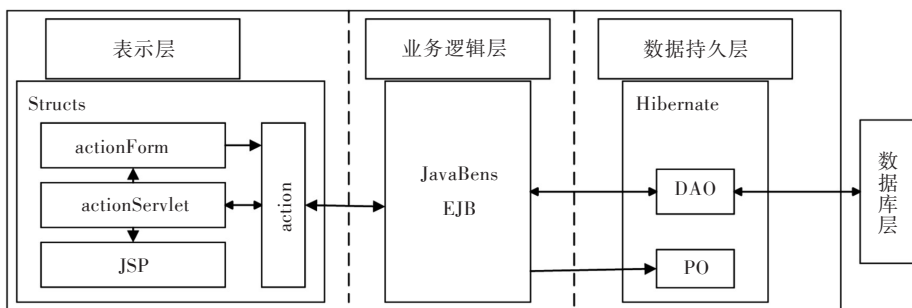 表示层
业务逻辑层
数据持久层
Structs
actionForm
actionServlet
JSP
action
JavaBens
EJB
Hibernate
DAO
PO
数据库层